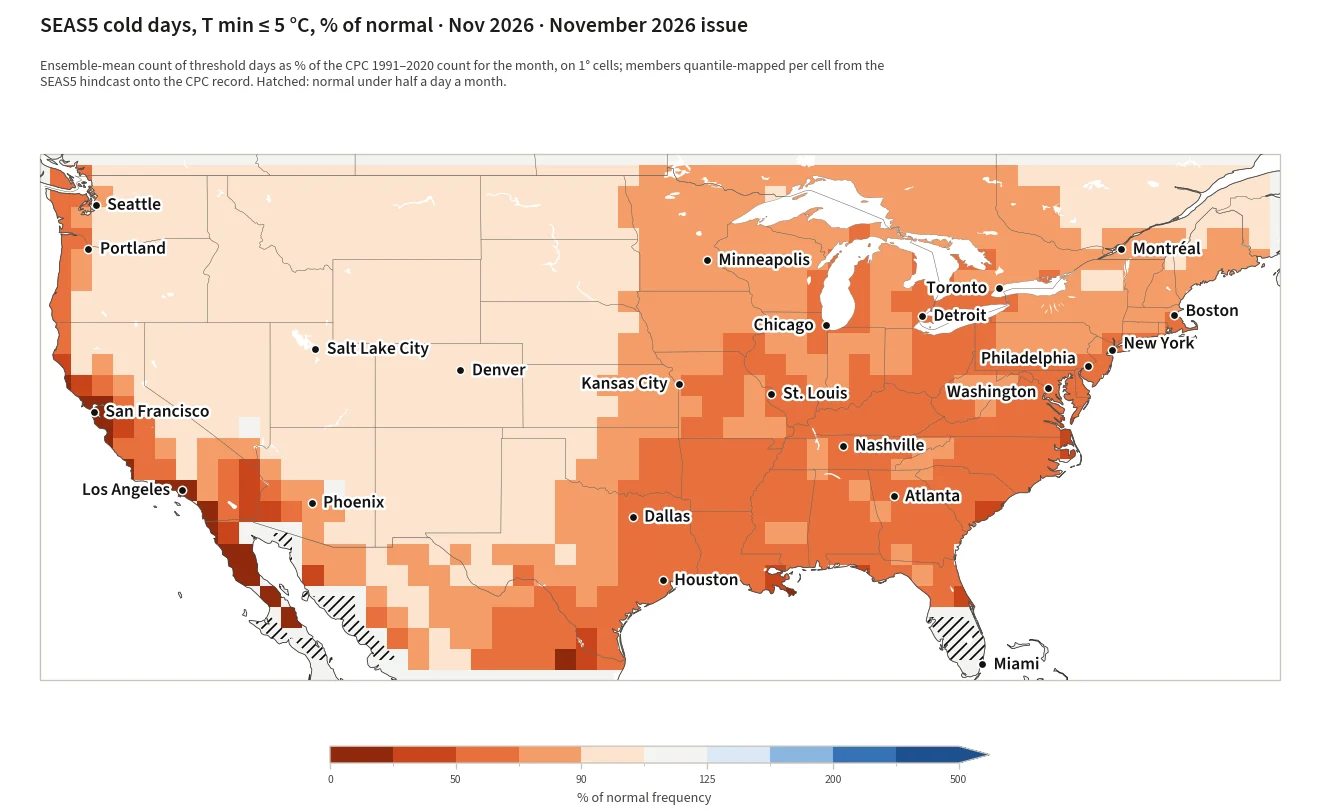 SEAS5 cold days, T min ≤ 5 °C, % of normal · Nov 2026 · November 2026 issue
Ensemble-mean count of threshold days as % of the CPC 1991–2020 count for the month, on 1° cells; members quantile-mapped per cell from the
SEAS5 hindcast onto the CPC record. Hatched: normal under half a day a month.
Seattle
Portland
Montréal
Minneapolis
Toronto
Boston
Detroit
Chicago
New York
Salt Lake City
Philadelphia
Denver
Kansas City
Washington
St. Louis
San Francisco
Nashville
Los Angeles
Atlanta
Phoenix
Dallas
Houston
Miami
0 50 90 125 200 500
% of normal frequency